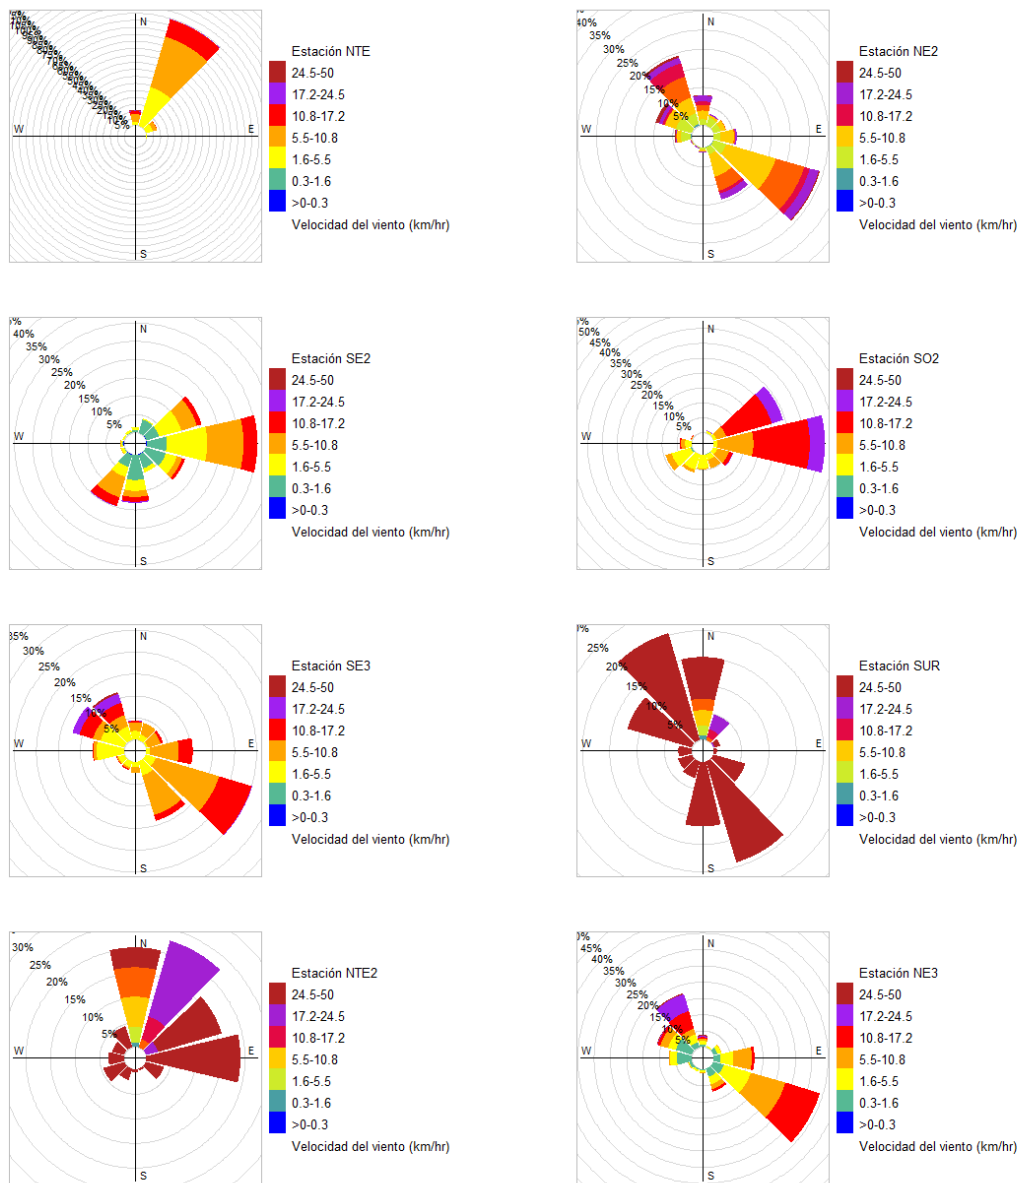 N
W
E
S
5%
Estación NTE
24.5-50
17.2-24.5
10.8-17.2
5.5-10.8
1.6-5.5
0.3-1.6
>0-0.3
Velocidad del viento (km/hr)
40%
35%
30%
25%
20%
15%
10%
5%
N
W
E
S
Estación NE2
24.5-50
17.2-24.5
10.8-17.2
5.5-10.8
1.6-5.5
0.3-1.6
>0-0.3
Velocidad del viento (km/hr)
40%
35%
30%
25%
20%
15%
10%
5%
N
W
E
S
Estación SE2
24.5-50
17.2-24.5
10.8-17.2
5.5-10.8
1.6-5.5
0.3-1.6
>0-0.3
Velocidad del viento (km/hr)
50%
45%
40%
35%
30%
25%
20%
15%
10%
5%
N
W
E
S
Estación SO2
24.5-50
17.2-24.5
10.8-17.2
5.5-10.8
1.6-5.5
0.3-1.6
>0-0.3
Velocidad del viento (km/hr)
35%
30%
25%
20%
15%
10%
5%
N
W
E
S
Estación SE3
24.5-50
17.2-24.5
10.8-17.2
5.5-10.8
1.6-5.5
0.3-1.6
>0-0.3
Velocidad del viento (km/hr)
25%
20%
15%
10%
5%
N
W
E
S
Estación SUR
24.5-50
17.2-24.5
10.8-17.2
5.5-10.8
1.6-5.5
0.3-1.6
>0-0.3
Velocidad del viento (km/hr)
30%
25%
20%
15%
10%
5%
N
W
E
S
Estación NTE2
24.5-50
17.2-24.5
10.8-17.2
5.5-10.8
1.6-5.5
0.3-1.6
>0-0.3
Velocidad del viento (km/hr)
45%
40%
35%
30%
25%
20%
15%
10%
5%
N
W
E
S
Estación NE3
24.5-50
17.2-24.5
10.8-17.2
5.5-10.8
1.6-5.5
0.3-1.6
>0-0.3
Velocidad del viento (km/hr)